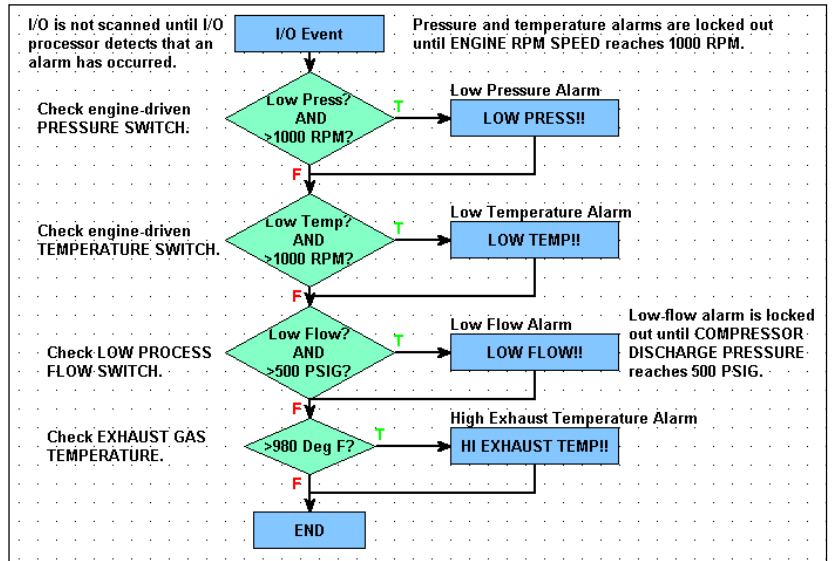 I/O is not scanned until I/O
processor detects that an
alarm has occurred.
I/O Event
Pressure and temperature alarms are locked out
until ENGINE RPM SPEED reaches 1000 RPM.
Check engine-driven
PRESSURE SWITCH.
Low Press?
AND
>1000 RPM?
T
Low Pressure Alarm
LOW PRESS!!
F
Check engine-driven
TEMPERATURE SWITCH.
Low Temp?
AND
>1000 RPM?
T
Low Temperature Alarm
LOW TEMP!!
F
Check LOW PROCESS
FLOW SWITCH.
Low Flow?
AND
>500 PSIG?
T
Low Flow Alarm
LOW FLOW!!
Low-flow alarm is locked
out until COMPRESSOR
DISCHARGE PRESSURE
reaches 500 PSIG.
F
Check EXHAUST GAS
TEMPERATURE.
>980 Deg F?
T
High Exhaust Temperature Alarm
HI EXHAUST TEMP!!
F
END